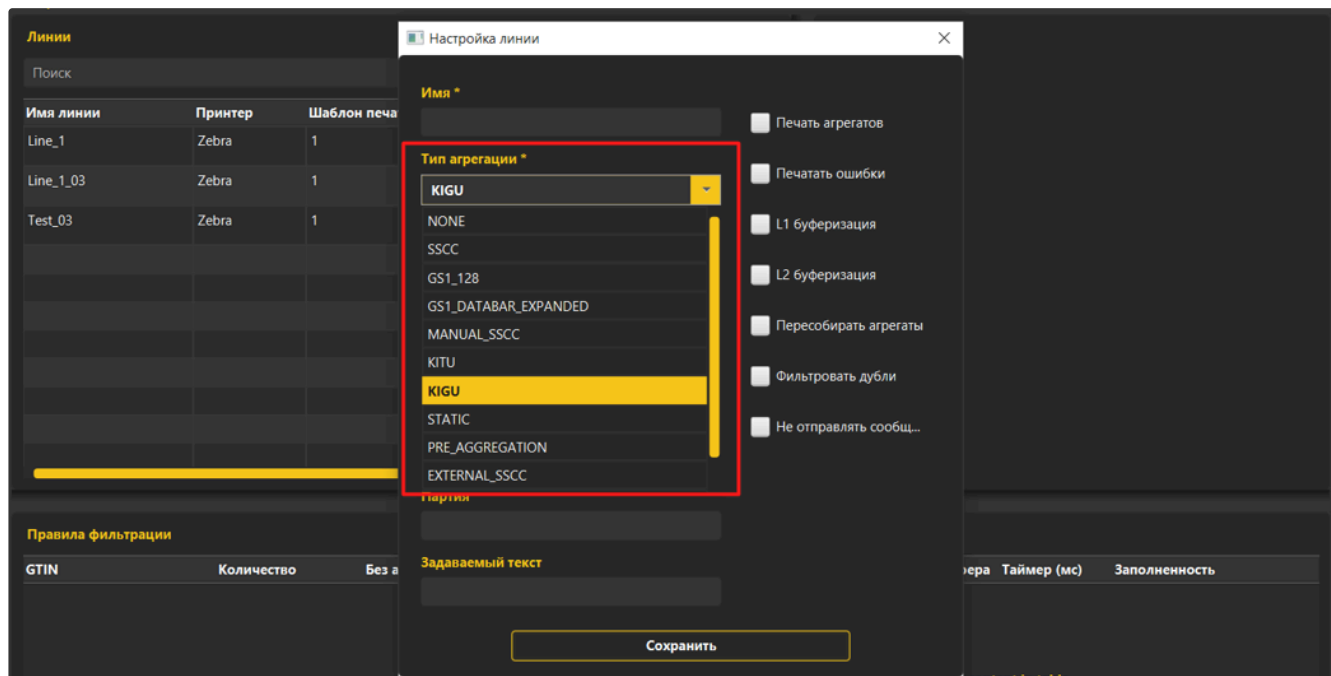 Линии
Поиск
Имя линии Принтер Шаблон печа
Line_1 Zebra 1
Line_1_03 Zebra 1
Test_03 Zebra 1
Настройка линии
Имя *
Тип агрегации *
KIGU
NONE
SSCC
GS1_128
GS1_DATABAR_EXPANDED
MANUAL_SSCC
KITU
KIGU
STATIC
PRE_AGGREGATION
EXTERNAL_SSCC
Партия
Задаваемый текст
Печать агрегатов
Печатать ошибки
L1 буферизация
L2 буферизация
Пересобирать агрегаты
Фильтровать дубли
Не отправлять сообщ...
Сохранить
Правила фильтрации
GTIN Количество Без а
ера Таймер (мс) Заполненность